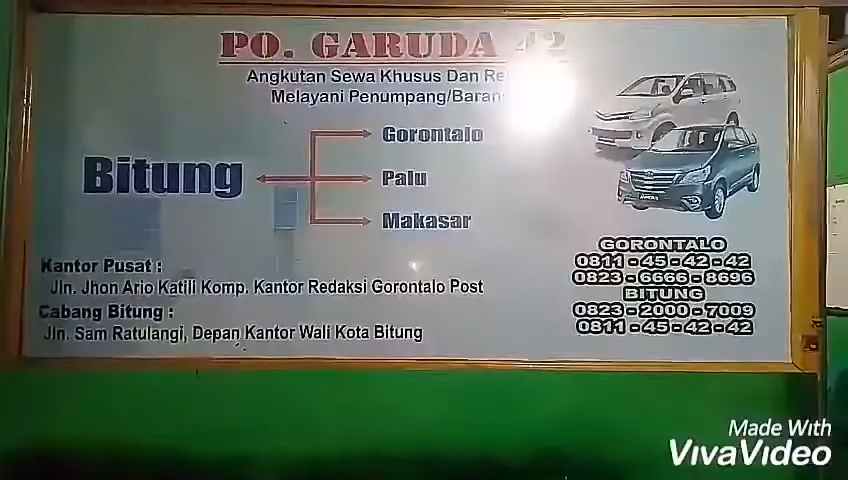 PO. GARUDA 42
Angkutan Sewa Khusus Dan
Melayani Penumpang/Barang
Bitung
Gorontalo
Palu
Makasar
Kantor Pusat :
Jln. Jhon Ario Katili Komp. Kantor Redaksi Gorontalo Post
Cabang Bitung :
Jln. Sam Ratulangi, Depan Kantor Wali Kota Bitung
GORONTALO
0811 - 45 - 42 - 42
0823 - 6666 - 8696
BITUNG
0823 - 2000 - 7009
0811 - 45 - 42 - 42
Made With
VivaVideo